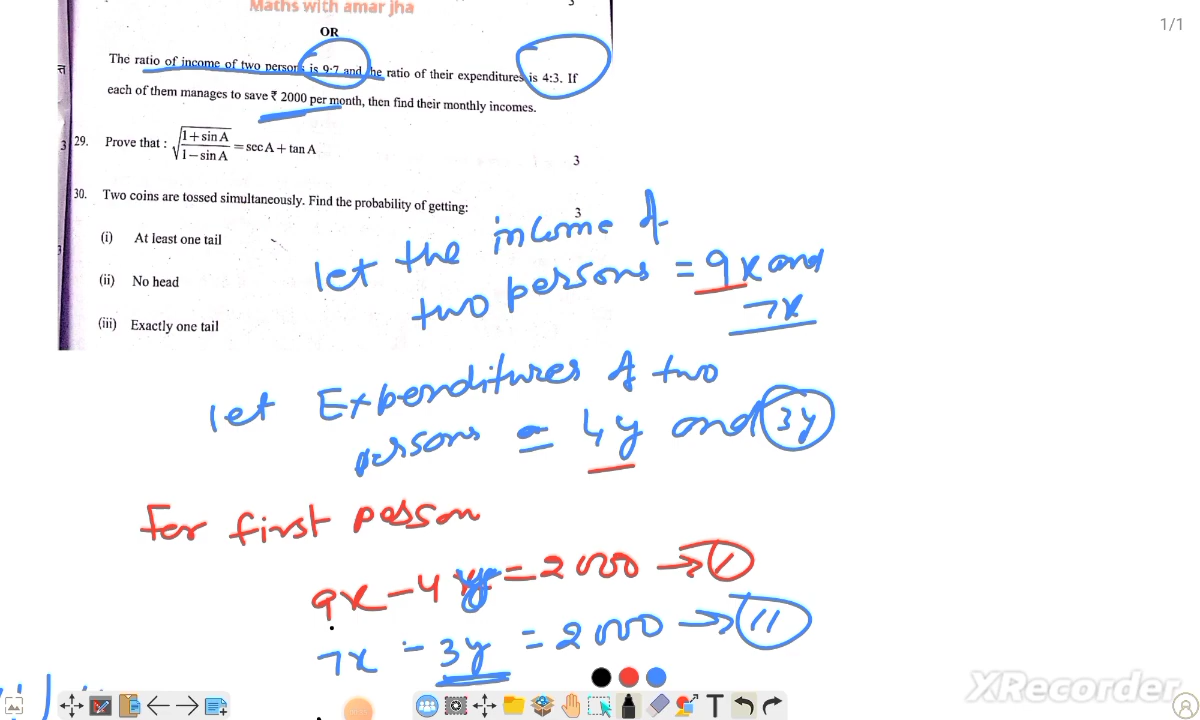 Maths with amar jha
3
1/1
OR
The ratio of income of two persons is 9:7 and the ratio of their expenditures is 4:3. If
each of them manages to save ₹ 2000 per month, then find their monthly incomes.
3 29. Prove that : √(1+sin A / 1−sin A) = sec A + tan A
3
30. Two coins are tossed simultaneously. Find the probability of getting:
3
(i) At least one tail
(ii) No head
(iii) Exactly one tail
let the income of
two persons = 9x and
7x
let Expenditures of two
persons = 4y and 3y
For first person
9x - 4y = 2000 → I
7x - 3y = 2000 → II
T
XRecorder